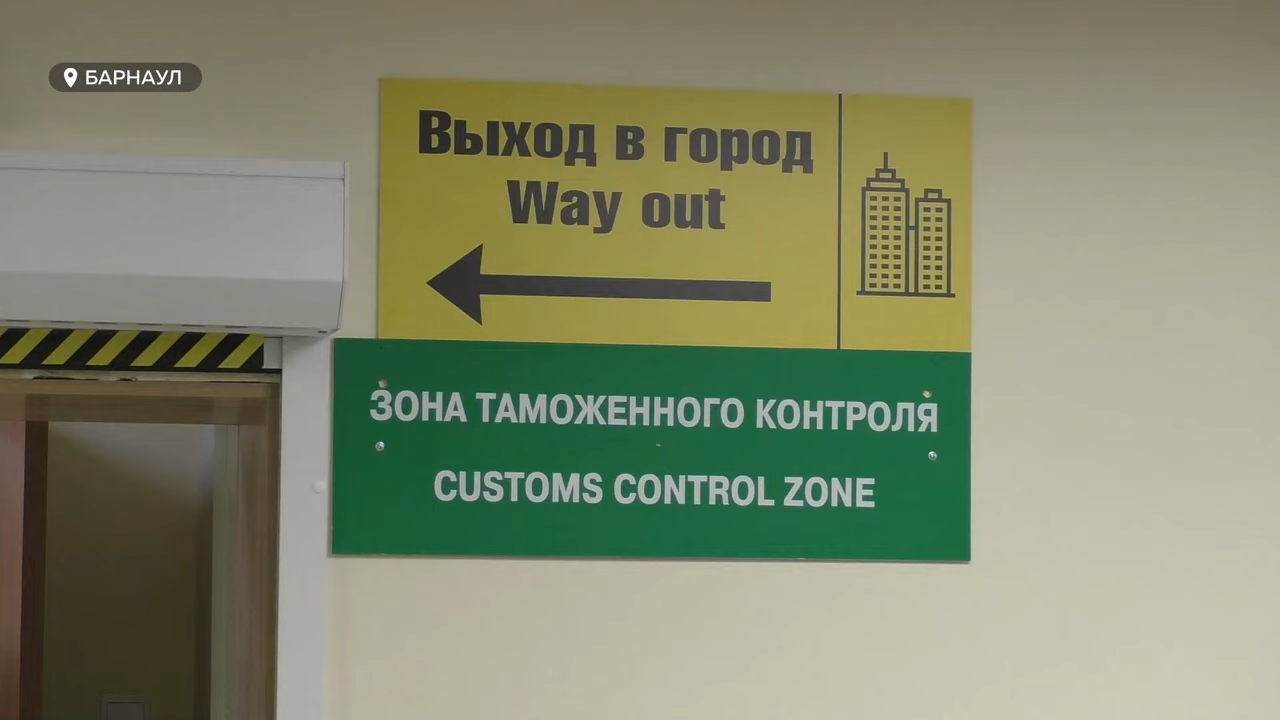 БАРНАУЛ
Выход в город
Way out
ЗОНА ТАМОЖЕННОГО КОНТРОЛЯ
CUSTOMS CONTROL ZONE